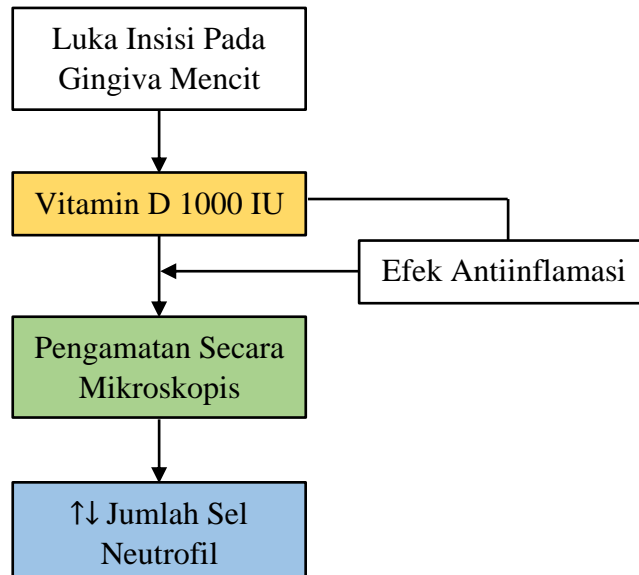 Luka Insisi Pada
Gingiva Mencit
Vitamin D 1000 IU
Efek Antiinflamasi
Pengamatan Secara
Mikroskopis
↑↓ Jumlah Sel
Neutrofil